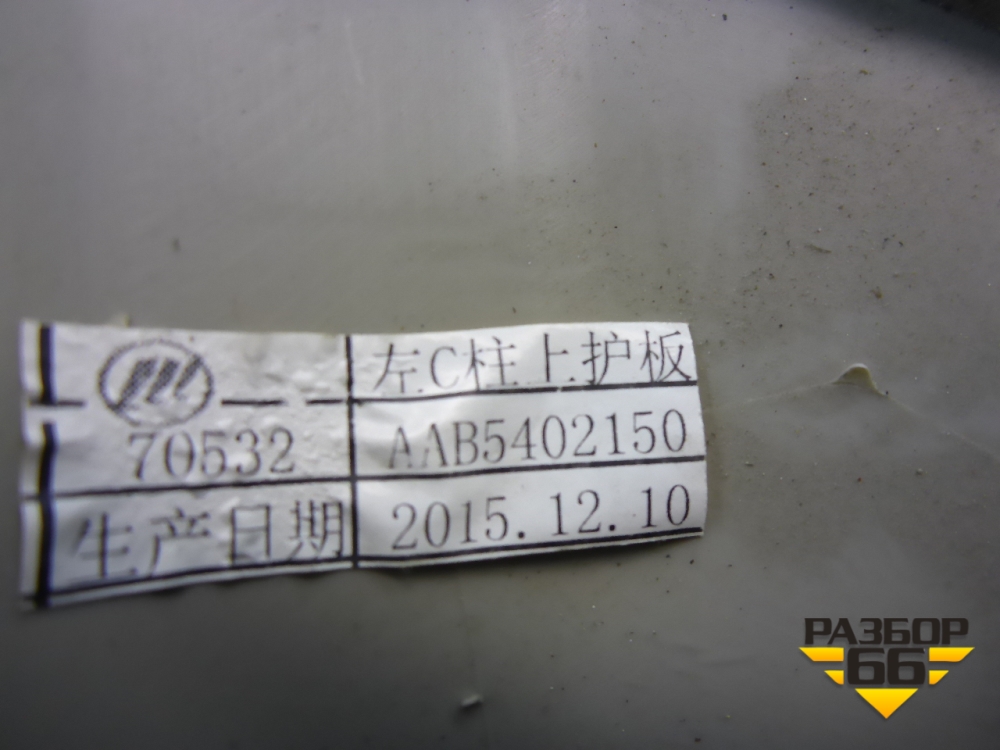 左C柱上护板
70532
AAB5402150
生产日期
2015.12.10
РАЗБОР
66